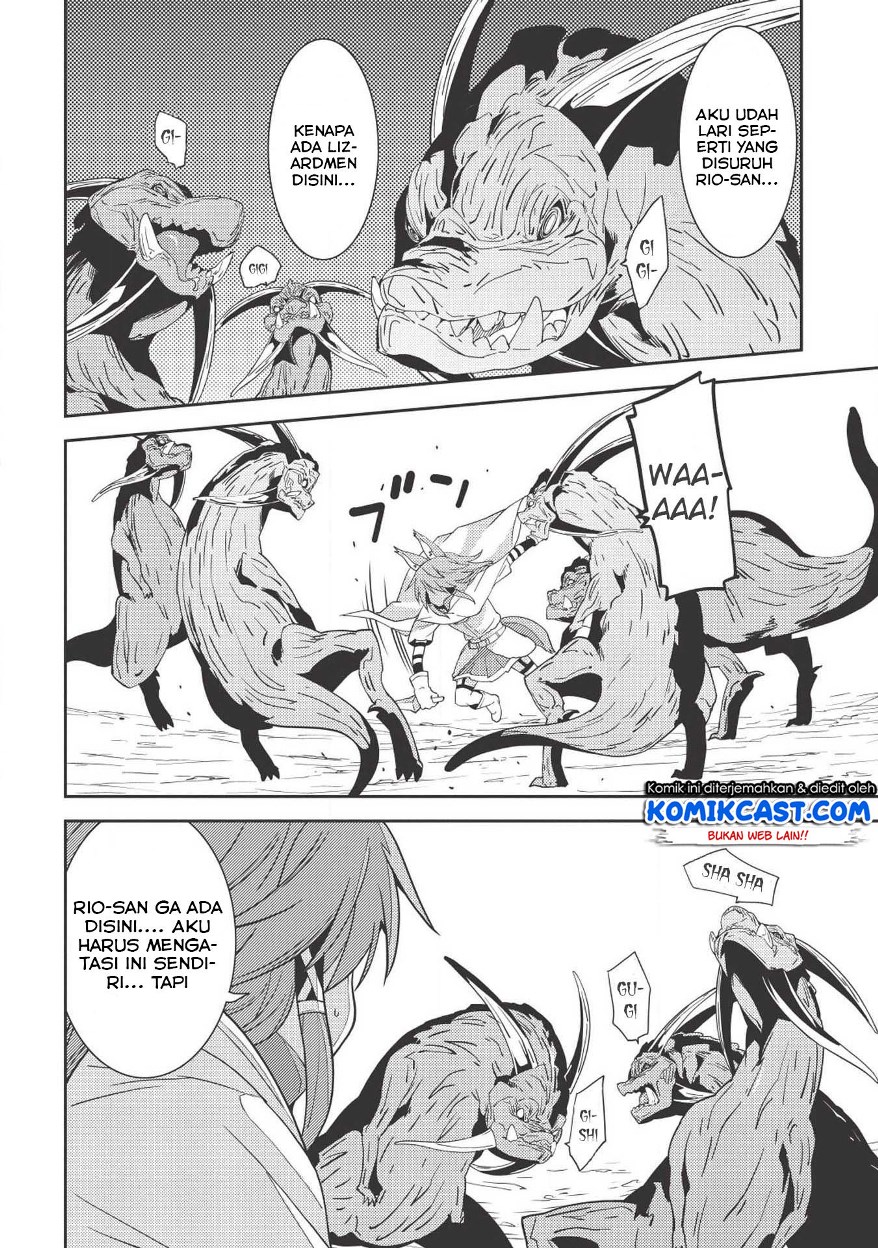 AKU UDAH
LARI SEP-
ERTI YANG
DISURUH
RIO-SAN...
GI
GI-
KENAPA
ADA LIZ-
ARDMEN
DISINI...
GI-
GIGI
WAA-
AAA!
ブン
Komik ini diterjemahkan & diedit oleh
KOMIKCAST.COM
BUKAN WEB LAIN!!
SHA SHA
GU-
GI
GI-
SHI
RIO-SAN GA ADA
DISINI.... AKU
HARUS MENGA-
TASI INI SENDI-
RI... TAPI